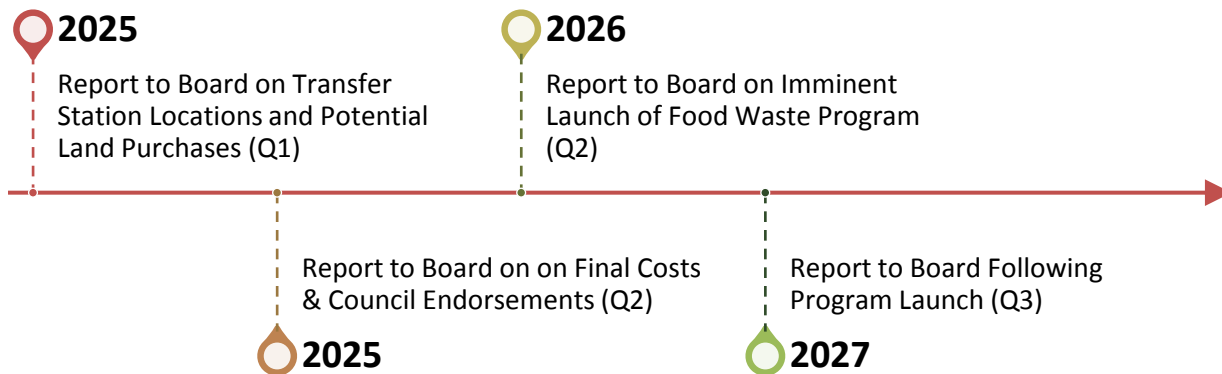 2025
Report to Board on Transfer
Station Locations and Potential
Land Purchases (Q1)
2026
Report to Board on Imminent
Launch of Food Waste Program
(Q2)
Report to Board on on Final Costs
& Council Endorsements (Q2)
2025
Report to Board Following
Program Launch (Q3)
2027